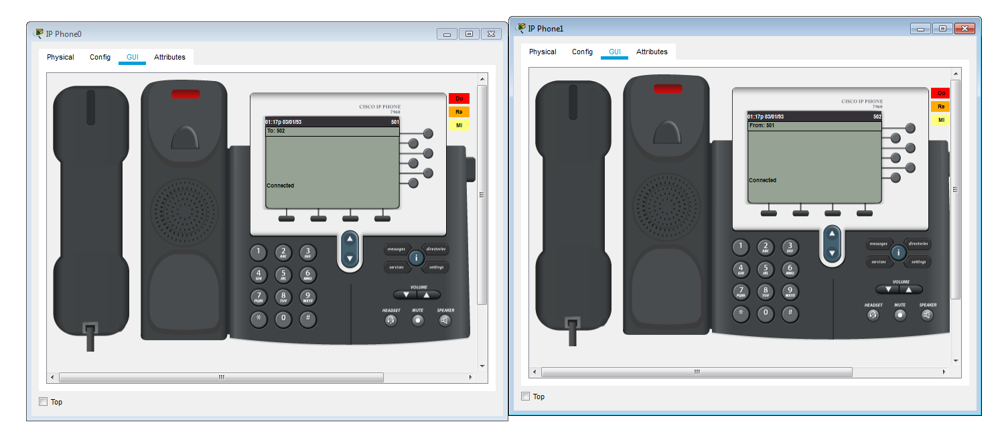 IP Phone0
Physical Config GUI Attributes
CISCO IP PHONE
7960
01:17p 03/01/93 501
To: 502
Connected
Do
Re
MI
1 2 ABC 3 DEF
4 GHI 5 JKL 6 MNO
7 PQRS 8 TUV 9 WXYZ
* 0 #
messages directories
i
services settings
VOLUME
HEADSET MUTE SPEAKER
Top
IP Phone1
Physical Config GUI Attributes
CISCO IP PHONE
7960
01:17p 03/01/93 502
From: 501
Connected
Do
Re
MI
1 2 ABC 3 DEF
4 GHI 5 JKL 6 MNO
7 PQRS 8 TUV 9 WXYZ
* 0 #
messages directories
i
services settings
VOLUME
HEADSET MUTE SPEAKER
Top